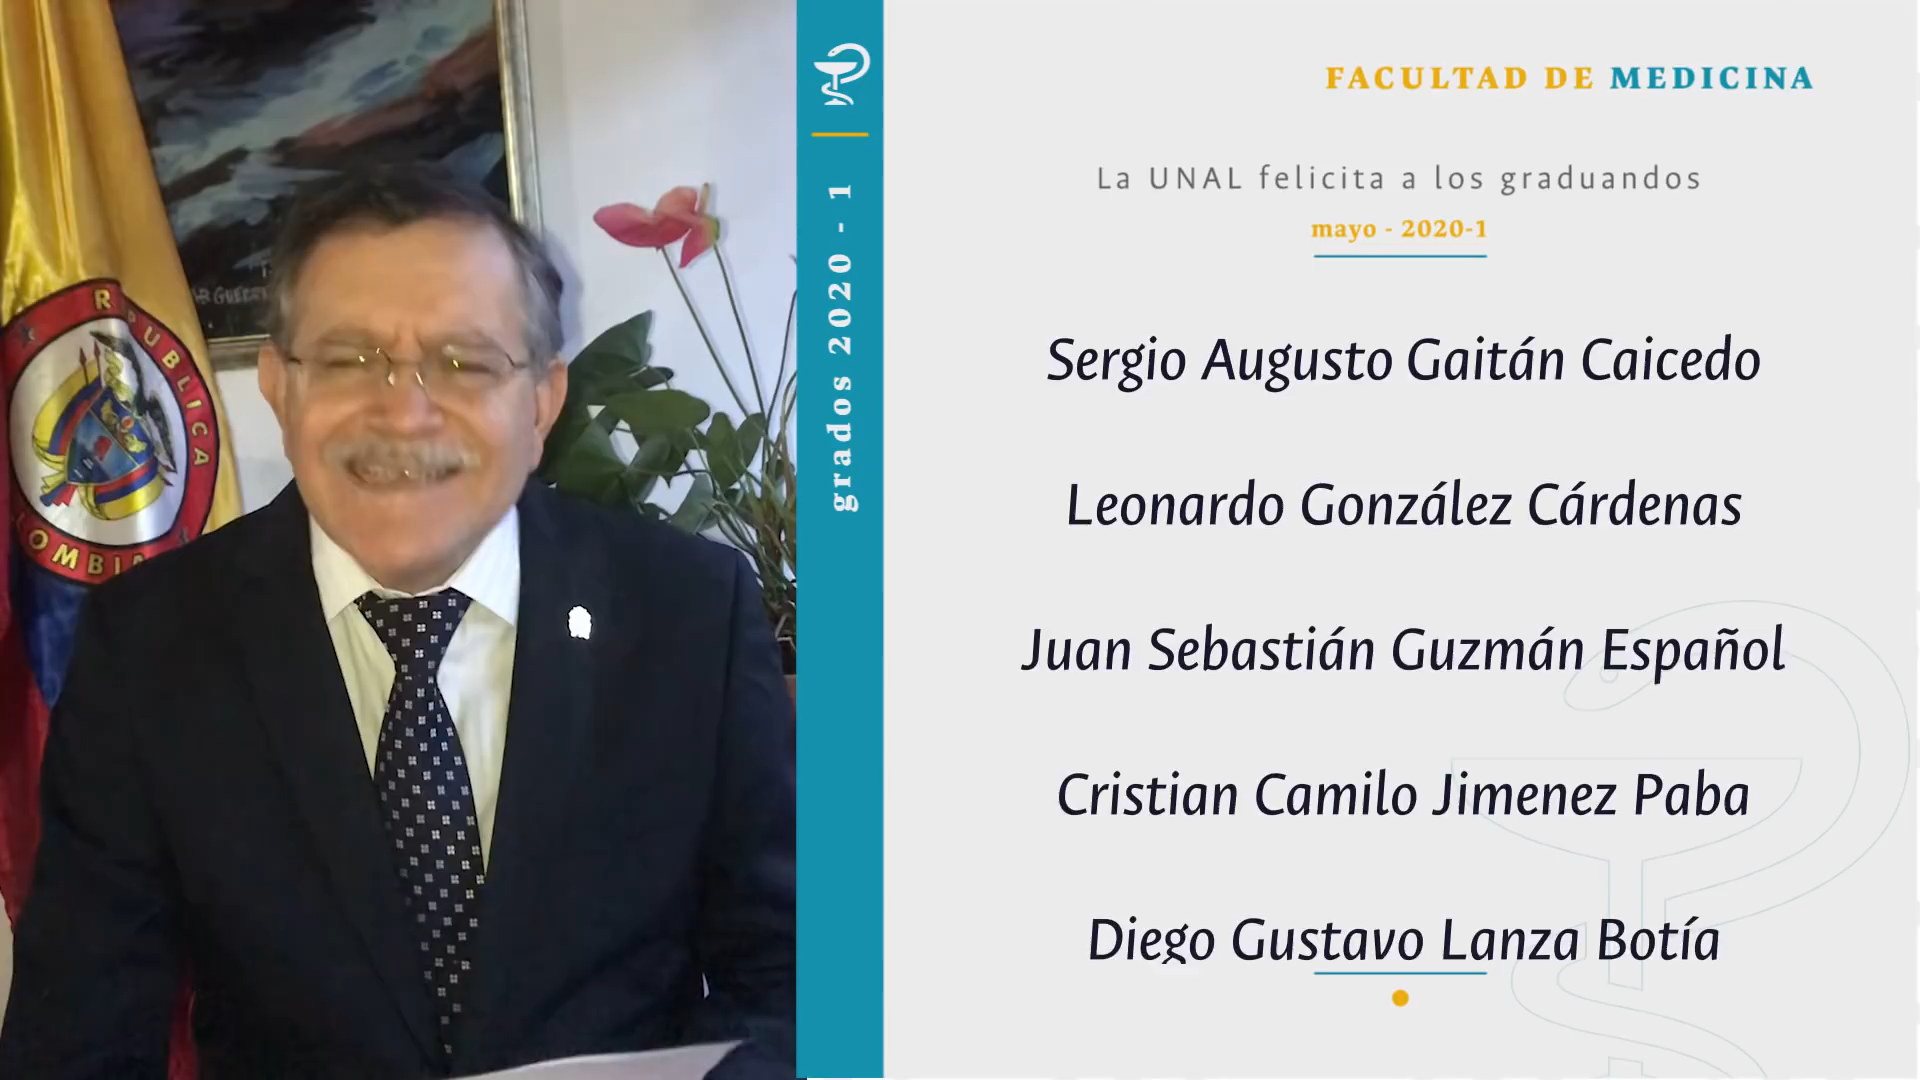 REPUBLICA
LOMBIA
grados 2020 - 1
FACULTAD DE MEDICINA
La UNAL felicita a los graduandos
mayo - 2020-1
Sergio Augusto Gaitán Caicedo
Leonardo González Cárdenas
Juan Sebastián Guzmán Español
Cristian Camilo Jimenez Paba
Diego Gustavo Lanza Botía